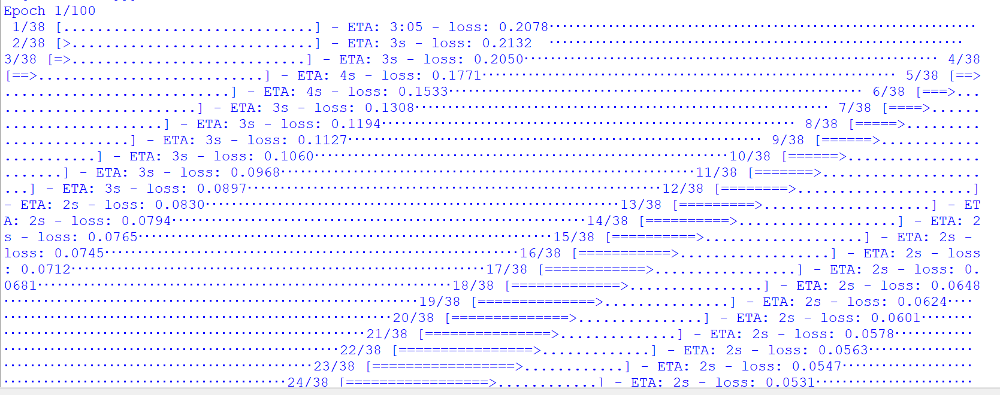 Epoch 1/100
1/38 [..............................] - ETA: 3:05 - loss: 0.2078·································································
2/38 [>.............................] - ETA: 3s - loss: 0.2132  ·······························································
3/38 [=>............................] - ETA: 3s - loss: 0.2050······························································· 4/38
[==>...........................] - ETA: 4s - loss: 0.1771······························································· 5/38 [==>
...........................] - ETA: 4s - loss: 0.1533······························································· 6/38 [===>...
.......................] - ETA: 3s - loss: 0.1308······························································· 7/38 [====>......
...................] - ETA: 3s - loss: 0.1194······························································· 8/38 [=====>.........
...............] - ETA: 3s - loss: 0.1127······························································· 9/38 [======>............
...........] - ETA: 3s - loss: 0.1060·······························································10/38 [======>................
.......] - ETA: 3s - loss: 0.0968·······························································11/38 [=======>...................
...] - ETA: 3s - loss: 0.0897·······························································12/38 [========>.....................]
- ETA: 2s - loss: 0.0830·······························································13/38 [=========>....................] - ET
A: 2s - loss: 0.0794·······························································14/38 [==========>...................] - ETA: 2
s - loss: 0.0765·······························································15/38 [==========>...................] - ETA: 2s -
loss: 0.0745·······························································16/38 [===========>..................] - ETA: 2s - loss
: 0.0712·······························································17/38 [============>.................] - ETA: 2s - loss: 0.
0681·······························································18/38 [=============>................] - ETA: 2s - loss: 0.0648
·······························································19/38 [==============>...............] - ETA: 2s - loss: 0.0624····
···························································20/38 [==============>...............] - ETA: 2s - loss: 0.0601········
·······················································21/38 [===============>..............] - ETA: 2s - loss: 0.0578············
···················································22/38 [================>.............] - ETA: 2s - loss: 0.0563················
···············································23/38 [=================>............] - ETA: 2s - loss: 0.0547····················
···········································24/38 [=================>............] - ETA: 2s - loss: 0.0531························